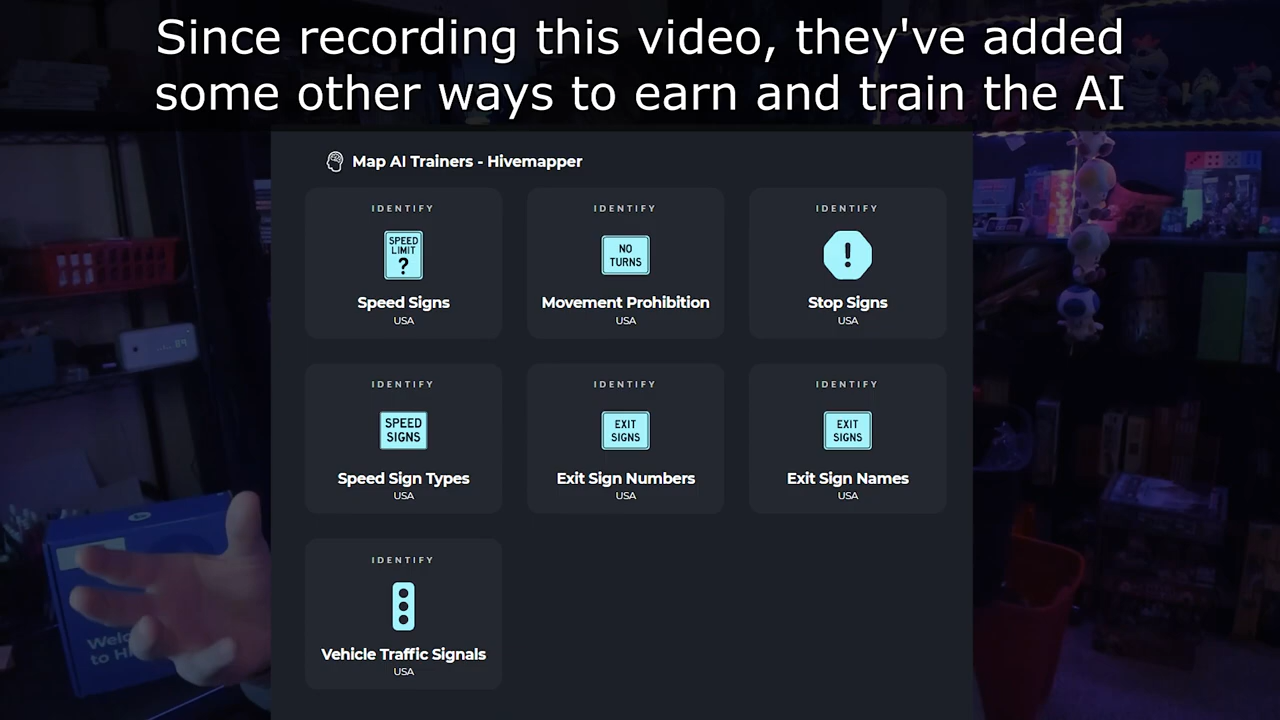 Since recording this video, they've added
some other ways to earn and train the AI
Map AI Trainers - Hivemapper
IDENTIFY
SPEED
LIMIT
?
Speed Signs
USA
IDENTIFY
NO
TURNS
Movement Prohibition
USA
IDENTIFY
!
Stop Signs
USA
IDENTIFY
SPEED
SIGNS
Speed Sign Types
USA
IDENTIFY
EXIT
SIGNS
Exit Sign Numbers
USA
IDENTIFY
EXIT
SIGNS
Exit Sign Names
USA
IDENTIFY
Vehicle Traffic Signals
USA
to